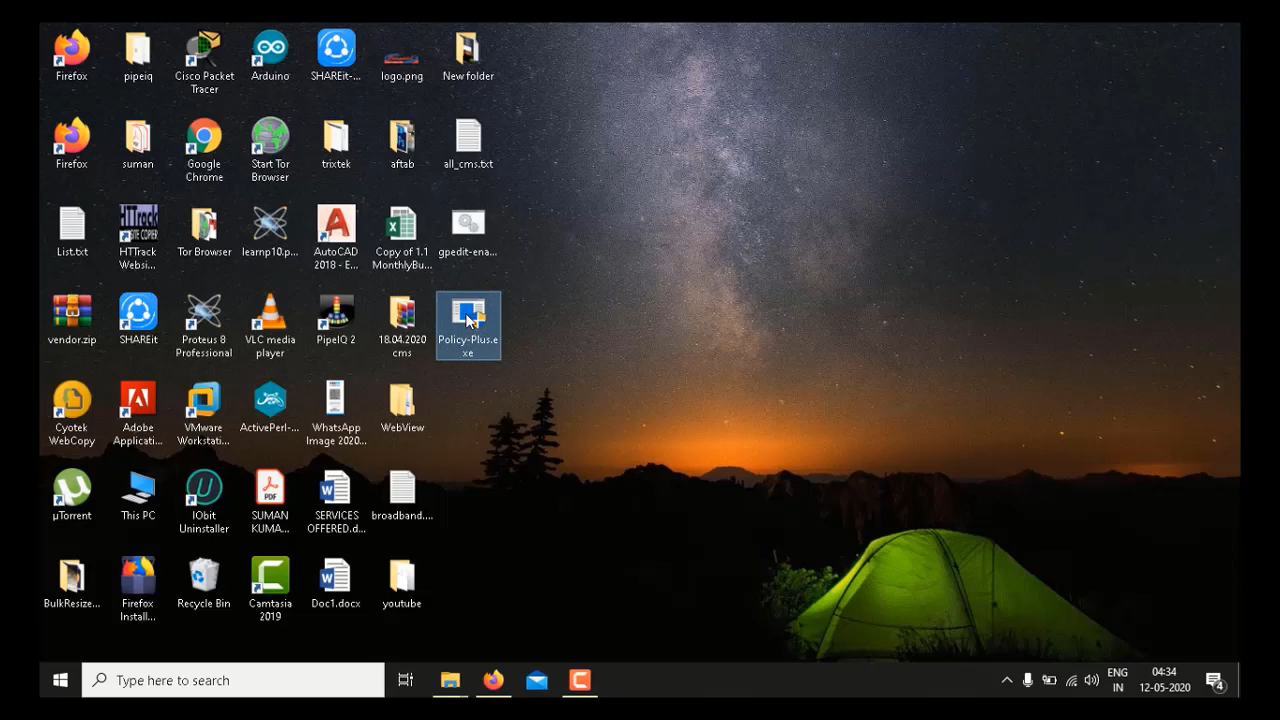 Firefox
pipeiq
Cisco Packet
Tracer
Arduino
SHAREit-...
logo.png
New folder
Firefox
suman
Google
Chrome
Start Tor
Browser
trixtek
aftab
all_cms.txt
List.txt
HTTrack
SITE COPIER
HTTrack
Websi...
Tor Browser
learnp10.p...
AutoCAD
2018 - E...
Copy of 1.1
MonthlyBu...
gpedit-ena...
vendor.zip
SHAREit
Proteus 8
Professional
VLC media
player
PipeIQ 2
18.04.2020
cms
Policy-Plus.e
xe
Cyotek
WebCopy
Adobe
Applicati...
VMware
Workstati...
ActivePerl-...
WhatsApp
Image 2020...
WebView
µTorrent
This PC
IObit
Uninstaller
PDF
SUMAN
KUMA...
SERVICES
OFFERED.d...
broadband....
BulkResize...
Firefox
Install...
Recycle Bin
Camtasia
2019
Doc1.docx
youtube
Type here to search
ENG
IN
04:34
12-05-2020
4